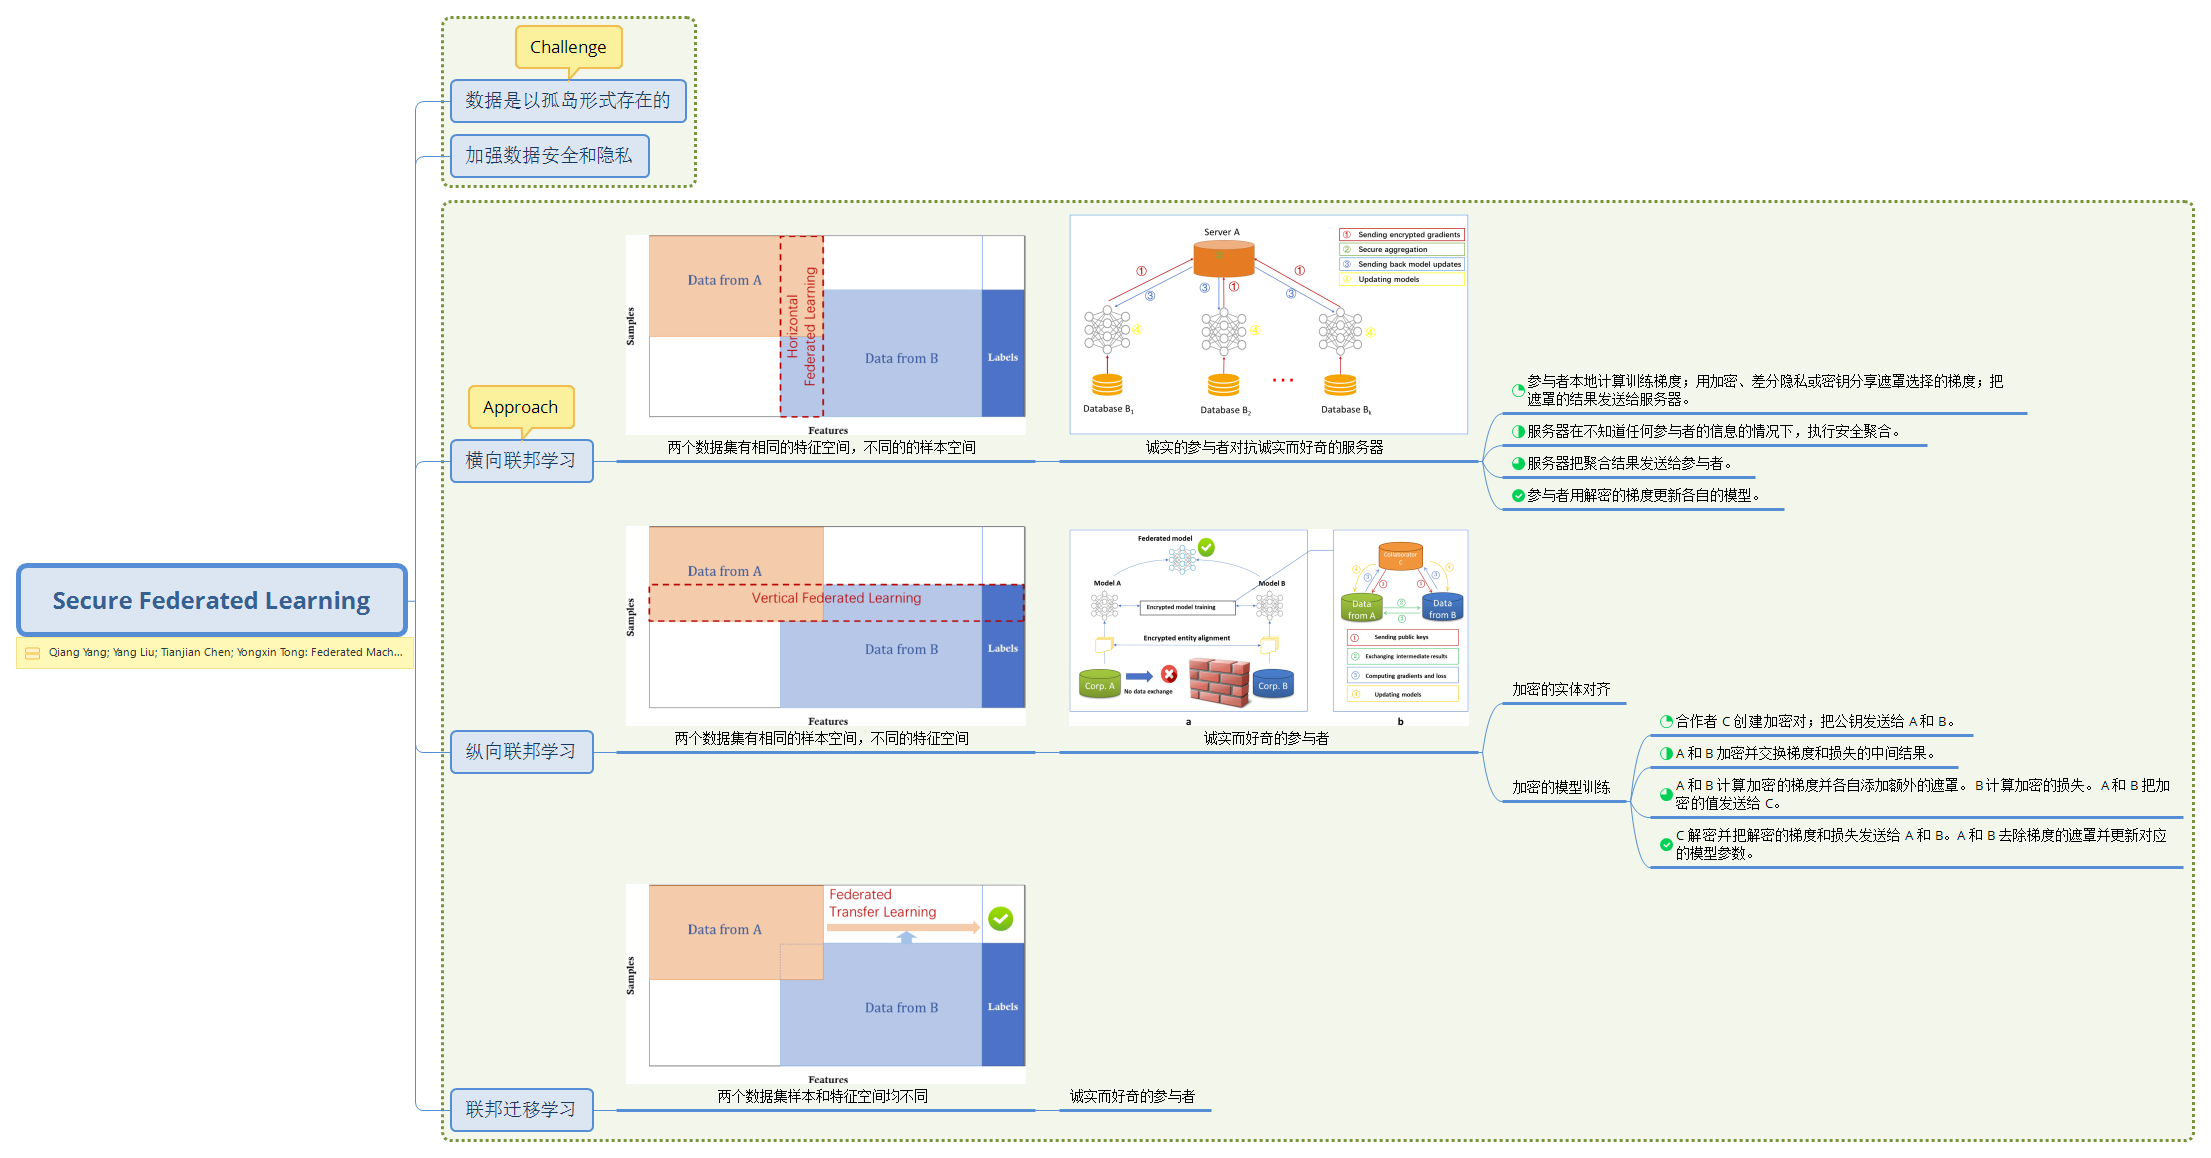 Challenge
数据是以孤岛形式存在的
加强数据安全和隐私
Secure Federated Learning
Qiang Yang; Yang Liu; Tianjian Chen; Yongxin Tong: Federated Mach...
Approach
横向联邦学习
Samples
Data from A
Horizontal
Federated Learning
Data from B
Labels
Features
两个数据集有相同的特征空间，不同的的样本空间
Server A
① Sending encrypted gradients
② Secure aggregation
③ Sending back model updates
④ Updating models
①
①
①
③
③
③
④
④
④
Database B1
Database B2
...
Database Bk
诚实的参与者对抗诚实而好奇的服务器
参与者本地计算训练梯度；用加密、差分隐私或密钥分享遮罩选择的梯度；把
遮罩的结果发送给服务器。
服务器在不知道任何参与者的信息的情况下，执行安全聚合。
服务器把聚合结果发送给参与者。
参与者用解密的梯度更新各自的模型。
纵向联邦学习
Samples
Data from A
Vertical Federated Learning
Data from B
Labels
Features
两个数据集有相同的样本空间，不同的特征空间
Federated model
Model A
Model B
Encrypted model training
Encrypted entity alignment
Corp. A
No data exchange
Corp. B
a
Collaborator
C
④
③
①
①
③
④
Data
from A
②
③
Data
from B
① Sending public keys
② Exchanging intermediate results
③ Computing gradients and loss
④ Updating models
b
诚实而好奇的参与者
加密的实体对齐
加密的模型训练
合作者 C 创建加密对；把公钥发送给 A 和 B。
A 和 B 加密并交换梯度和损失的中间结果。
A 和 B 计算加密的梯度并各自添加额外的遮罩。B 计算加密的损失。A 和 B 把加
密的值发送给 C。
C 解密并把解密的梯度和损失发送给 A 和 B。A 和 B 去除梯度的遮罩并更新对应
的模型参数。
联邦迁移学习
Samples
Data from A
Federated
Transfer Learning
Data from B
Labels
Features
两个数据集样本和特征空间均不同
诚实而好奇的参与者